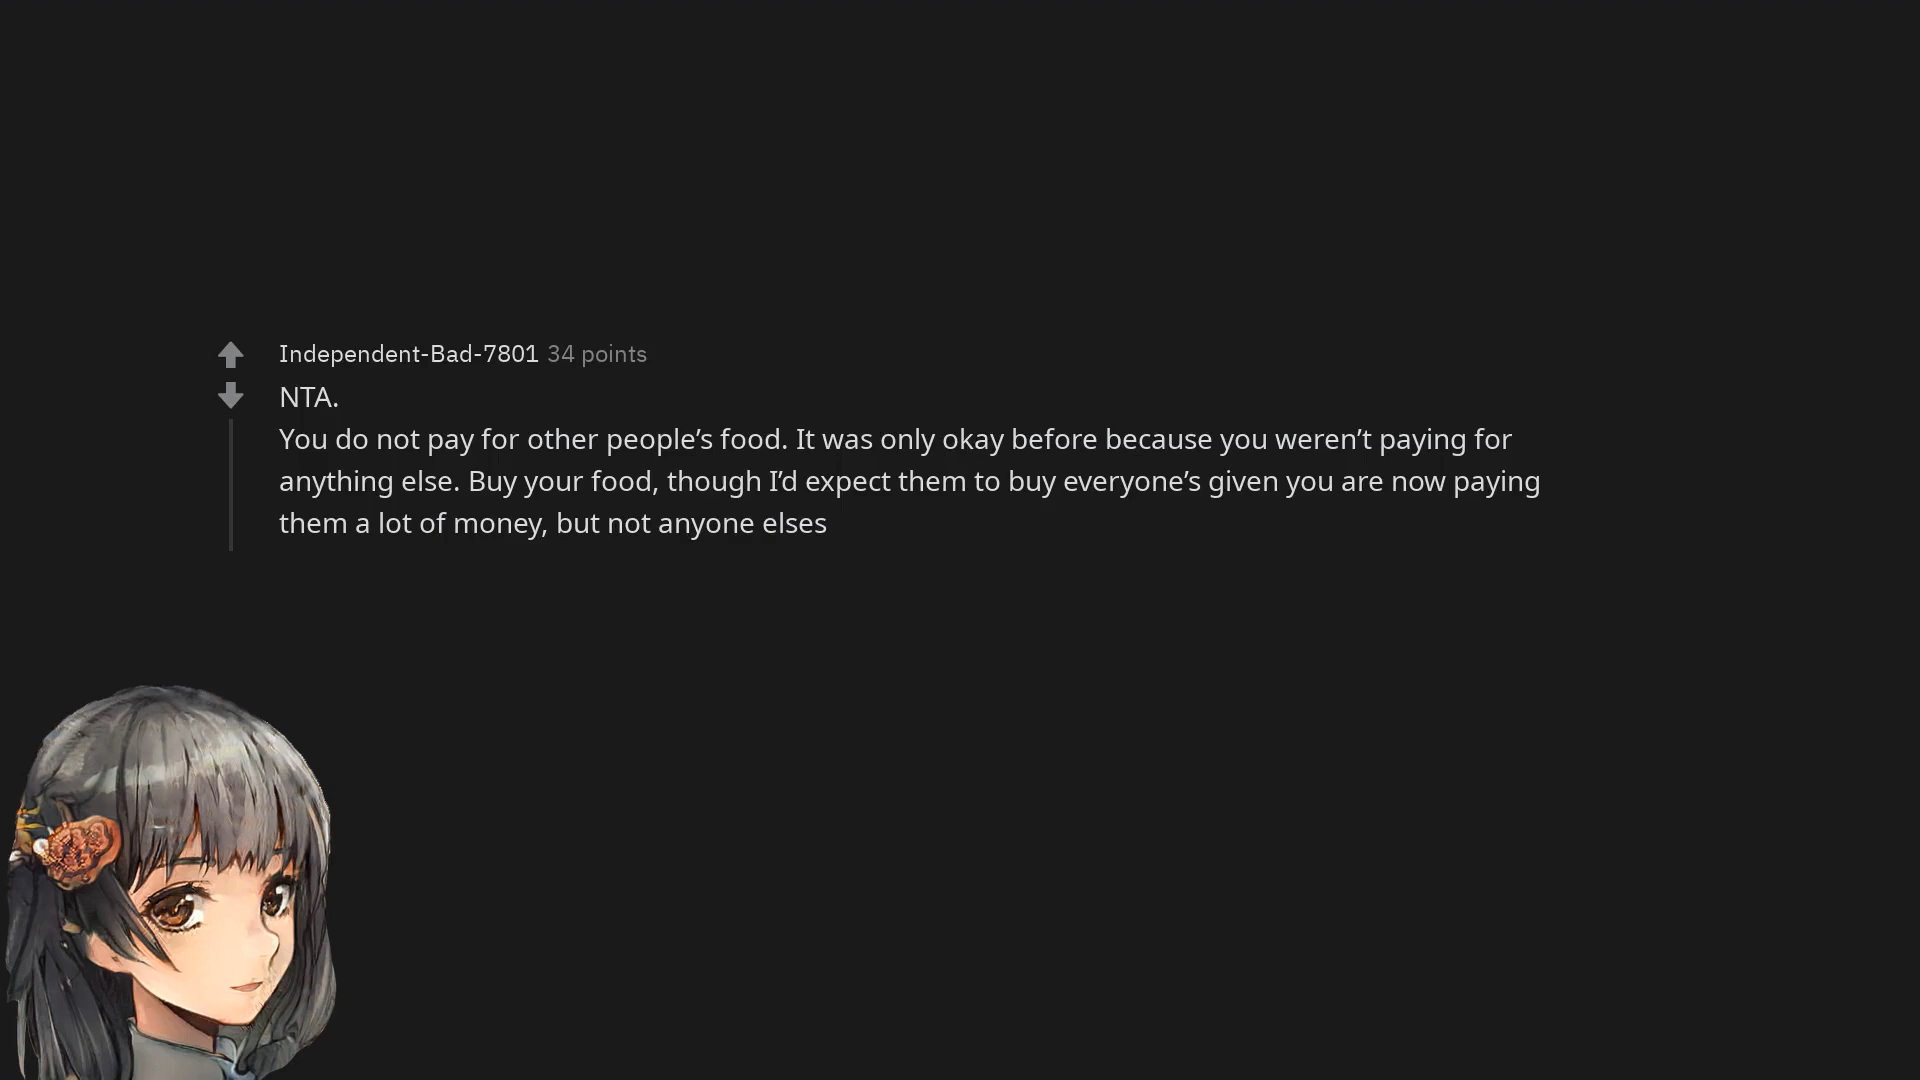 Independent-Bad-7801 34 points
NTA.
You do not pay for other people’s food. It was only okay before because you weren’t paying for
anything else. Buy your food, though I’d expect them to buy everyone’s given you are now paying
them a lot of money, but not anyone elses